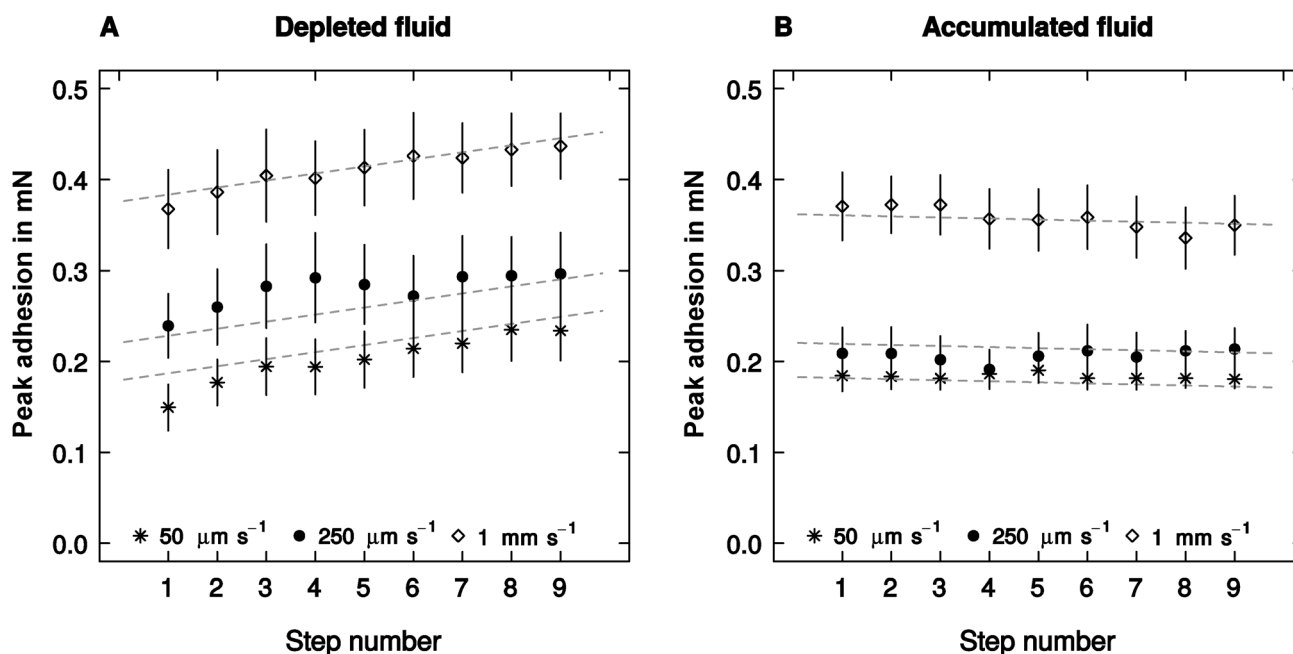 A Depleted fluid
B Accumulated fluid
Peak adhesion in mN
0.5
0.4
0.3
0.2
0.1
0.0
50 μm s⁻¹ 250 μm s⁻¹ 1 mm s⁻¹
1 2 3 4 5 6 7 8 9
Step number
Peak adhesion in mN
0.5
0.4
0.3
0.2
0.1
0.0
50 μm s⁻¹ 250 μm s⁻¹ 1 mm s⁻¹
1 2 3 4 5 6 7 8 9
Step number